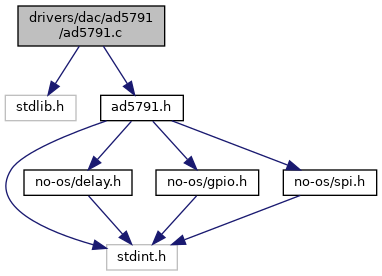 drivers/dac/ad5791
/ad5791.c
stdlib.h
ad5791.h
no-os/delay.h
no-os/gpio.h
no-os/spi.h
stdint.h